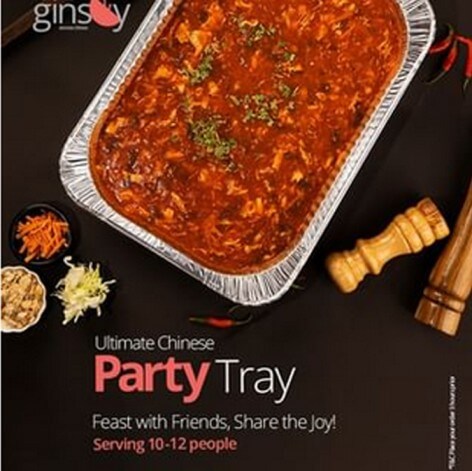 ginsoy
Ultimate Chinese
Party Tray
Feast with Friends, Share the Joy!
Serving 10-12 people